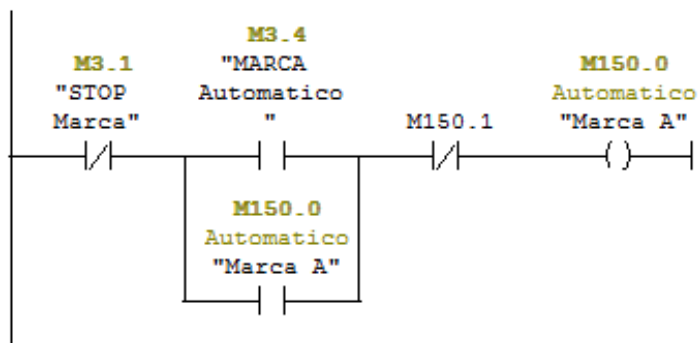 M3.1
"STOP
Marca"
M3.4
"MARCA
Automatico
"
M150.1
M150.0
Automatico
"Marca A"
M150.0
Automatico
"Marca A"